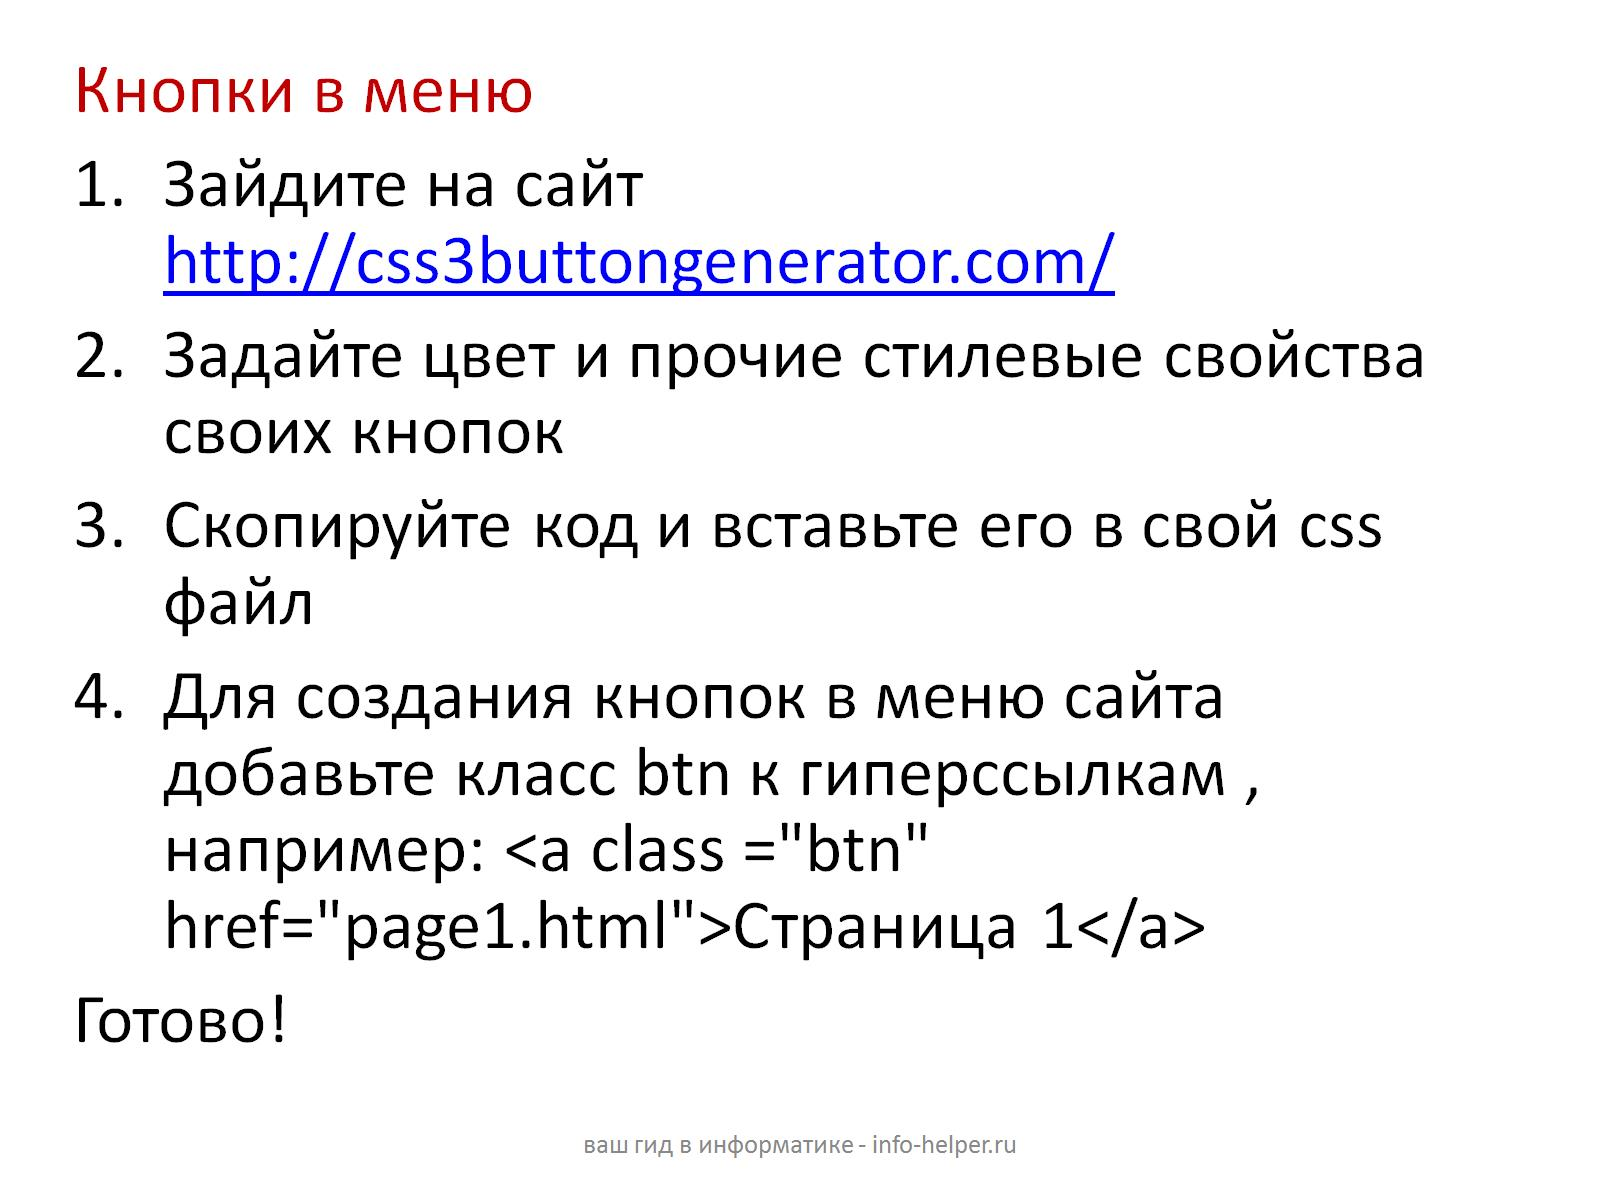 Кнопки в меню
1. Зайдите на сайт
http://css3buttongenerator.com/
2. Задайте цвет и прочие стилевые свойства
своих кнопок
3. Скопируйте код и вставьте его в свой css
файл
4. Для создания кнопок в меню сайта
добавьте класс btn к гиперссылкам ,
например: <a class ="btn"
href="page1.html">Страница 1</a>
Готово!
ваш гид в информатике - info-helper.ru